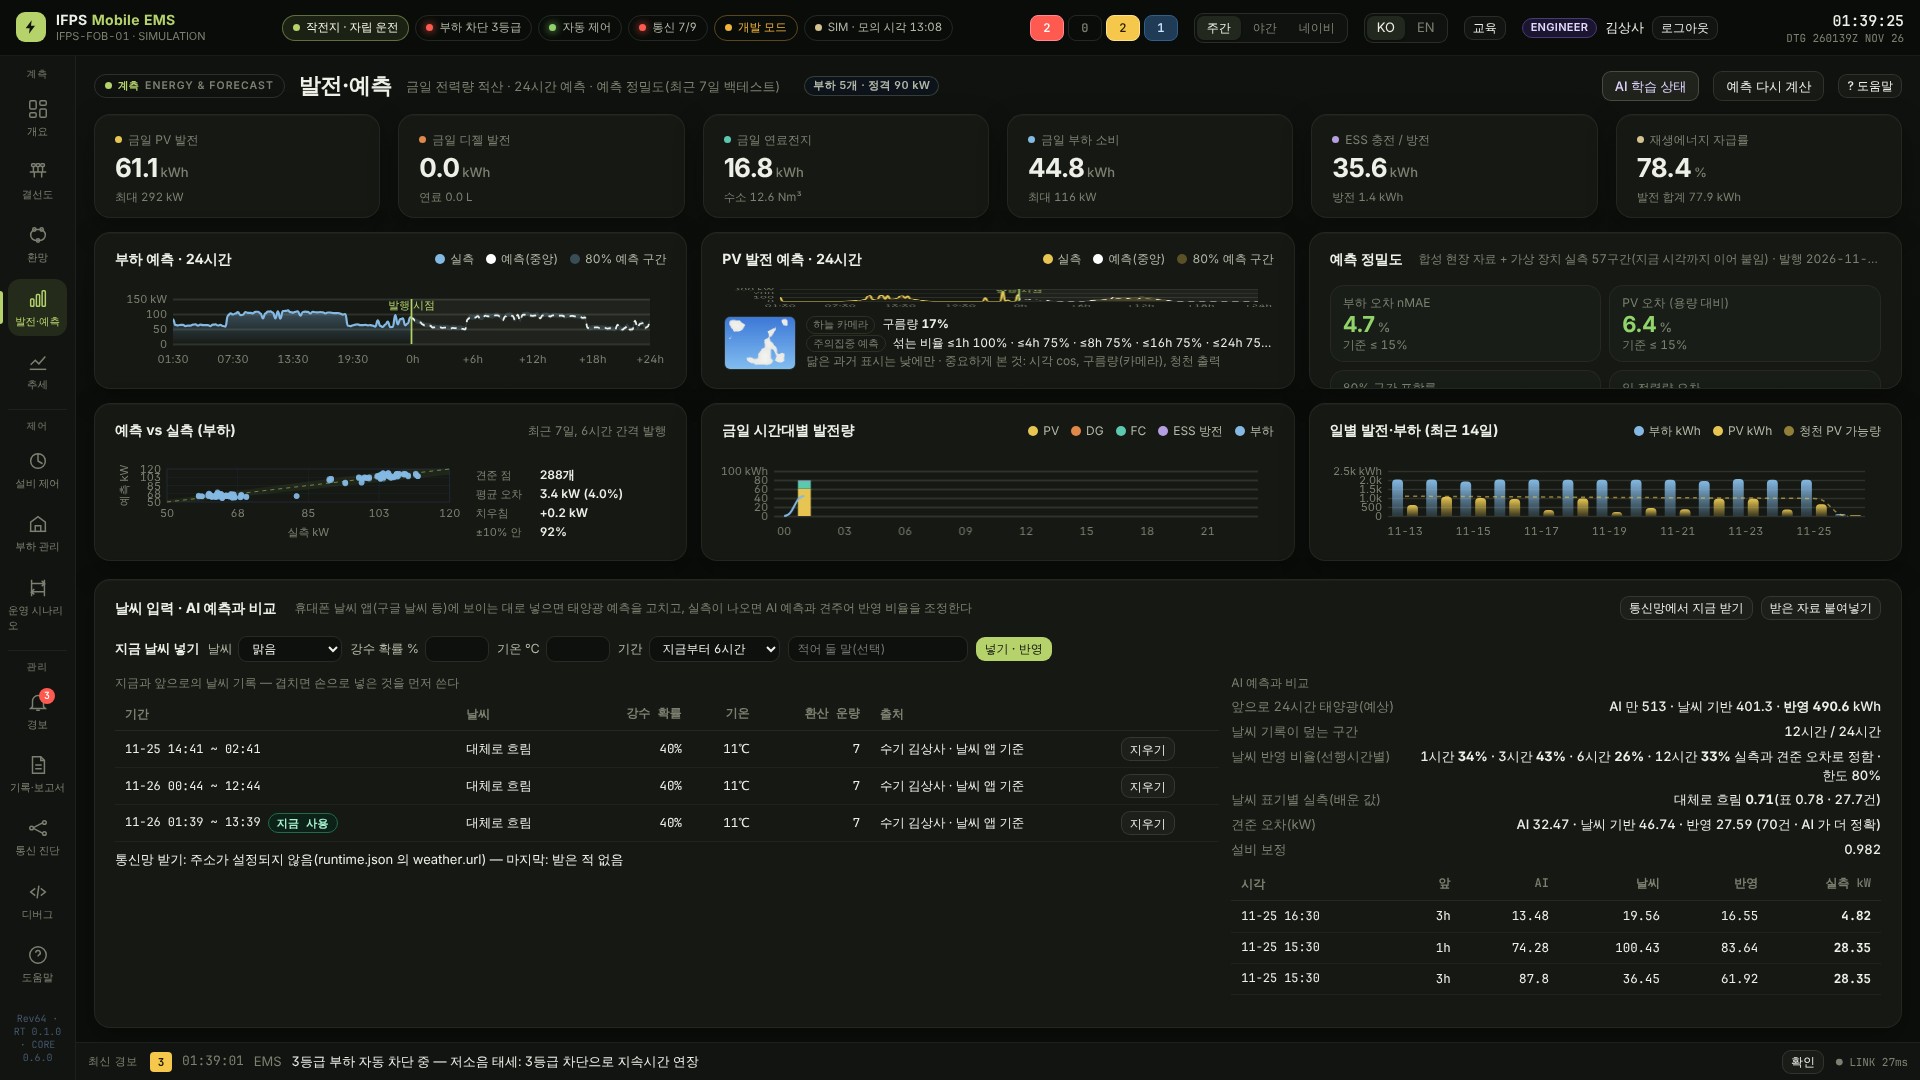 IFPS Mobile EMS
IFPS-FOB-01 · SIMULATION
작전지 · 자립 운전
부하 차단 3등급
자동 제어
통신 7/9
개발 모드
SIM · 모의 시각 13:08
2 0 2 1
주간 야간 네이비
KO EN
교육
ENGINEER 김상사 로그아웃
01:39:25
DTG 260139Z NOV 26
계측
개요
결선도
환망
발전·예측
추세
제어
설비 제어
부하 관리
운영 시나리오
관리
3
경보
기록·보고서
통신 진단
디버그
도움말
Rev64 ·
RT 0.1.0
· CORE
0.6.0
계측 ENERGY & FORECAST
발전·예측
금일 전력량 적산 · 24시간 예측 · 예측 정밀도(최근 7일 백테스트)
부하 5개 · 정격 90 kW
AI 학습 상태
예측 다시 계산
? 도움말
금일 PV 발전
61.1 kWh
최대 292 kW
금일 디젤 발전
0.0 kWh
연료 0.0 L
금일 연료전지
16.8 kWh
수소 12.6 Nm³
금일 부하 소비
44.8 kWh
최대 116 kW
ESS 충전 / 방전
35.6 kWh
방전 1.4 kWh
재생에너지 자급률
78.4 %
발전 합계 77.9 kWh
부하 예측 · 24시간
실측 예측(중앙) 80% 예측 구간
150 kW
100
50
0
발행 시점
01:30 07:30 13:30 19:30 0h +6h +12h +18h +24h
PV 발전 예측 · 24시간
실측 예측(중앙) 80% 예측 구간
하늘 카메라 구름량 17%
주의집중 예측 섞는 비율 ≤1h 100% · ≤4h 75% · ≤8h 75% · ≤16h 75% · ≤24h 75...
닮은 과거 표시는 낮에만 · 중요하게 본 것: 시각 cos, 구름량(카메라), 청천 출력
예측 정밀도
합성 현장 자료 + 가상 장치 실측 57구간(지금 시각까지 이어 붙임) · 발행 2026-11-...
부하 오차 nMAE
4.7 %
기준 ≤ 15%
PV 오차 (용량 대비)
6.4 %
기준 ≤ 15%
80% 구간 포함률
일 전력량 오차
예측 vs 실측 (부하)
최근 7일, 6시간 간격 발행
예측 kW
120
103
85
68
50
50 68 85 103 120
실측 kW
견준 점 288개
평균 오차 3.4 kW (4.0%)
치우침 +0.2 kW
±10% 안 92%
금일 시간대별 발전량
PV DG FC ESS 방전 부하
100 kWh
80
60
40
20
0
00 03 06 09 12 15 18 21
일별 발전·부하 (최근 14일)
부하 kWh PV kWh 청천 PV 가능량
2.5k kWh
2.0k
1.5k
1.0k
500
0
11-13 11-15 11-17 11-19 11-21 11-23 11-25
날씨 입력 · AI 예측과 비교
휴대폰 날씨 앱(구글 날씨 등)에 보이는 대로 넣으면 태양광 예측을 고치고, 실측이 나오면 AI 예측과 견주어 반영 비율을 조정한다
통신망에서 지금 받기
받은 자료 붙여넣기
지금 날씨 넣기 날씨 맑음 강수 확률 % 기온 ℃ 기간 지금부터 6시간 적어 둘 말(선택) 넣기 · 반영
지금과 앞으로의 날씨 기록 — 겹치면 손으로 넣은 것을 먼저 쓴다
기간 날씨 강수 확률 기온 환산 운량 출처
11-25 14:41 ~ 02:41 대체로 흐림 40% 11℃ 7 수기 김상사 · 날씨 앱 기준 지우기
11-26 00:44 ~ 12:44 대체로 흐림 40% 11℃ 7 수기 김상사 · 날씨 앱 기준 지우기
11-26 01:39 ~ 13:39 지금 사용 대체로 흐림 40% 11℃ 7 수기 김상사 · 날씨 앱 기준 지우기
통신망 받기: 주소가 설정되지 않음(runtime.json 의 weather.url) — 마지막: 받은 적 없음
AI 예측과 비교
앞으로 24시간 태양광(예상) AI 만 513 · 날씨 기반 401.3 · 반영 490.6 kWh
날씨 기록이 덮는 구간 12시간 / 24시간
날씨 반영 비율(선행시간별) 1시간 34% · 3시간 43% · 6시간 26% · 12시간 33% 실측과 견준 오차로 정함 ·
한도 80%
날씨 표기별 실측(배운 값) 대체로 흐림 0.71(표 0.78 · 27.7건)
견준 오차(kW) AI 32.47 · 날씨 기반 46.74 · 반영 27.59 (70건 · AI 가 더 정확)
설비 보정 0.982
시각 앞 AI 날씨 반영 실측 kW
11-25 16:30 3h 13.48 19.56 16.55 4.82
11-25 15:30 1h 74.28 100.43 83.64 28.35
11-25 15:30 3h 87.8 36.45 61.92 28.35
최신 경보 3 01:39:01 EMS 3등급 부하 자동 차단 중 — 저소음 태세: 3등급 차단으로 지속시간 연장
확인
LINK 27ms